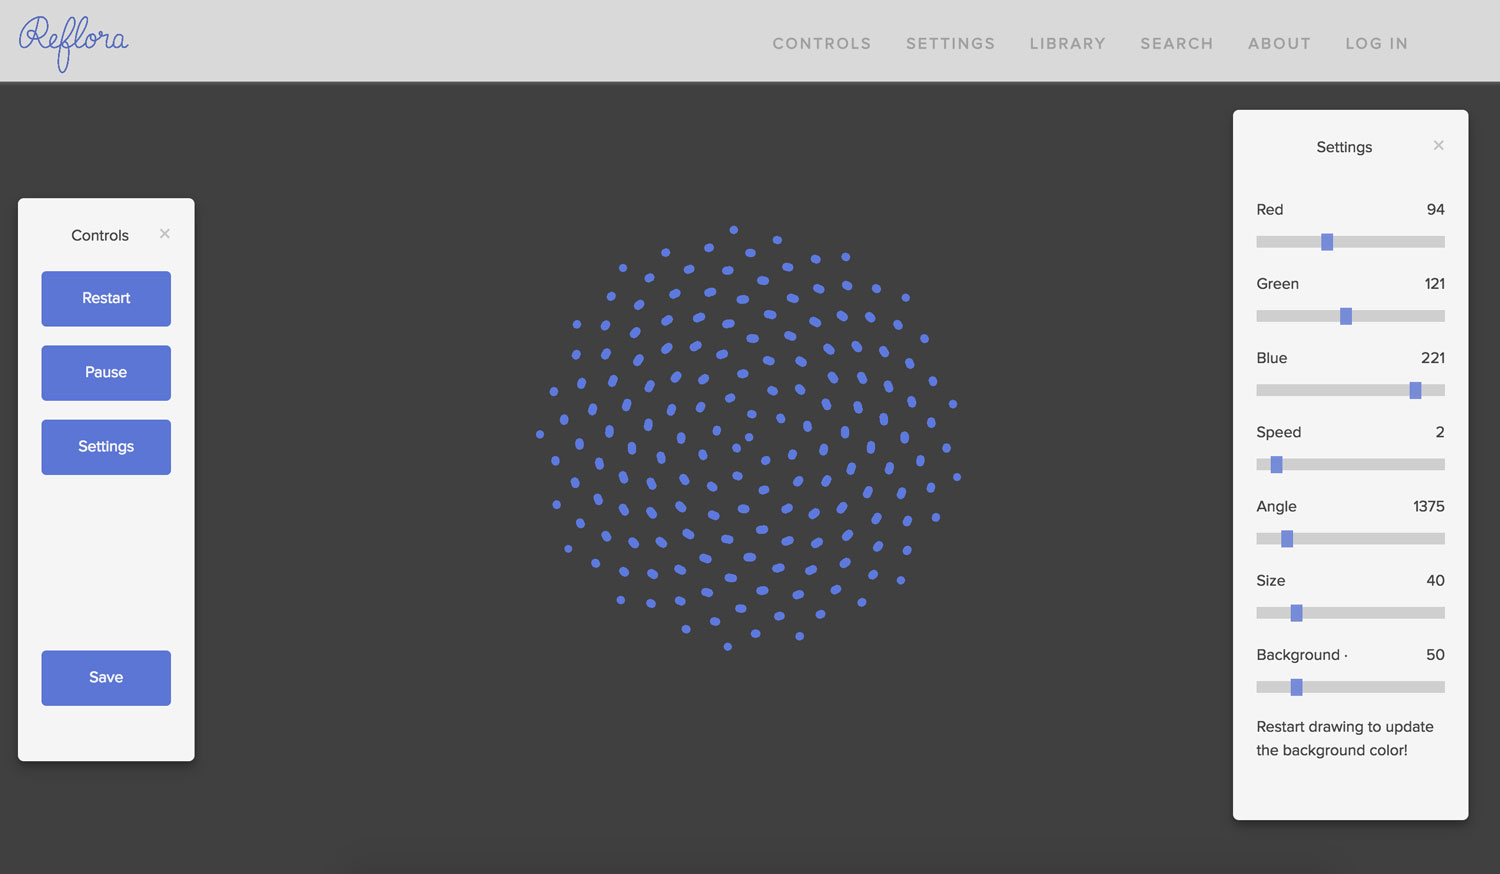 Reflora
CONTROLS SETTINGS LIBRARY SEARCH ABOUT LOG IN
Controls ×
Restart
Pause
Settings
Save
Settings ×
Red 94
Green 121
Blue 221
Speed 2
Angle 1375
Size 40
Background · 50
Restart drawing to update
the background color!